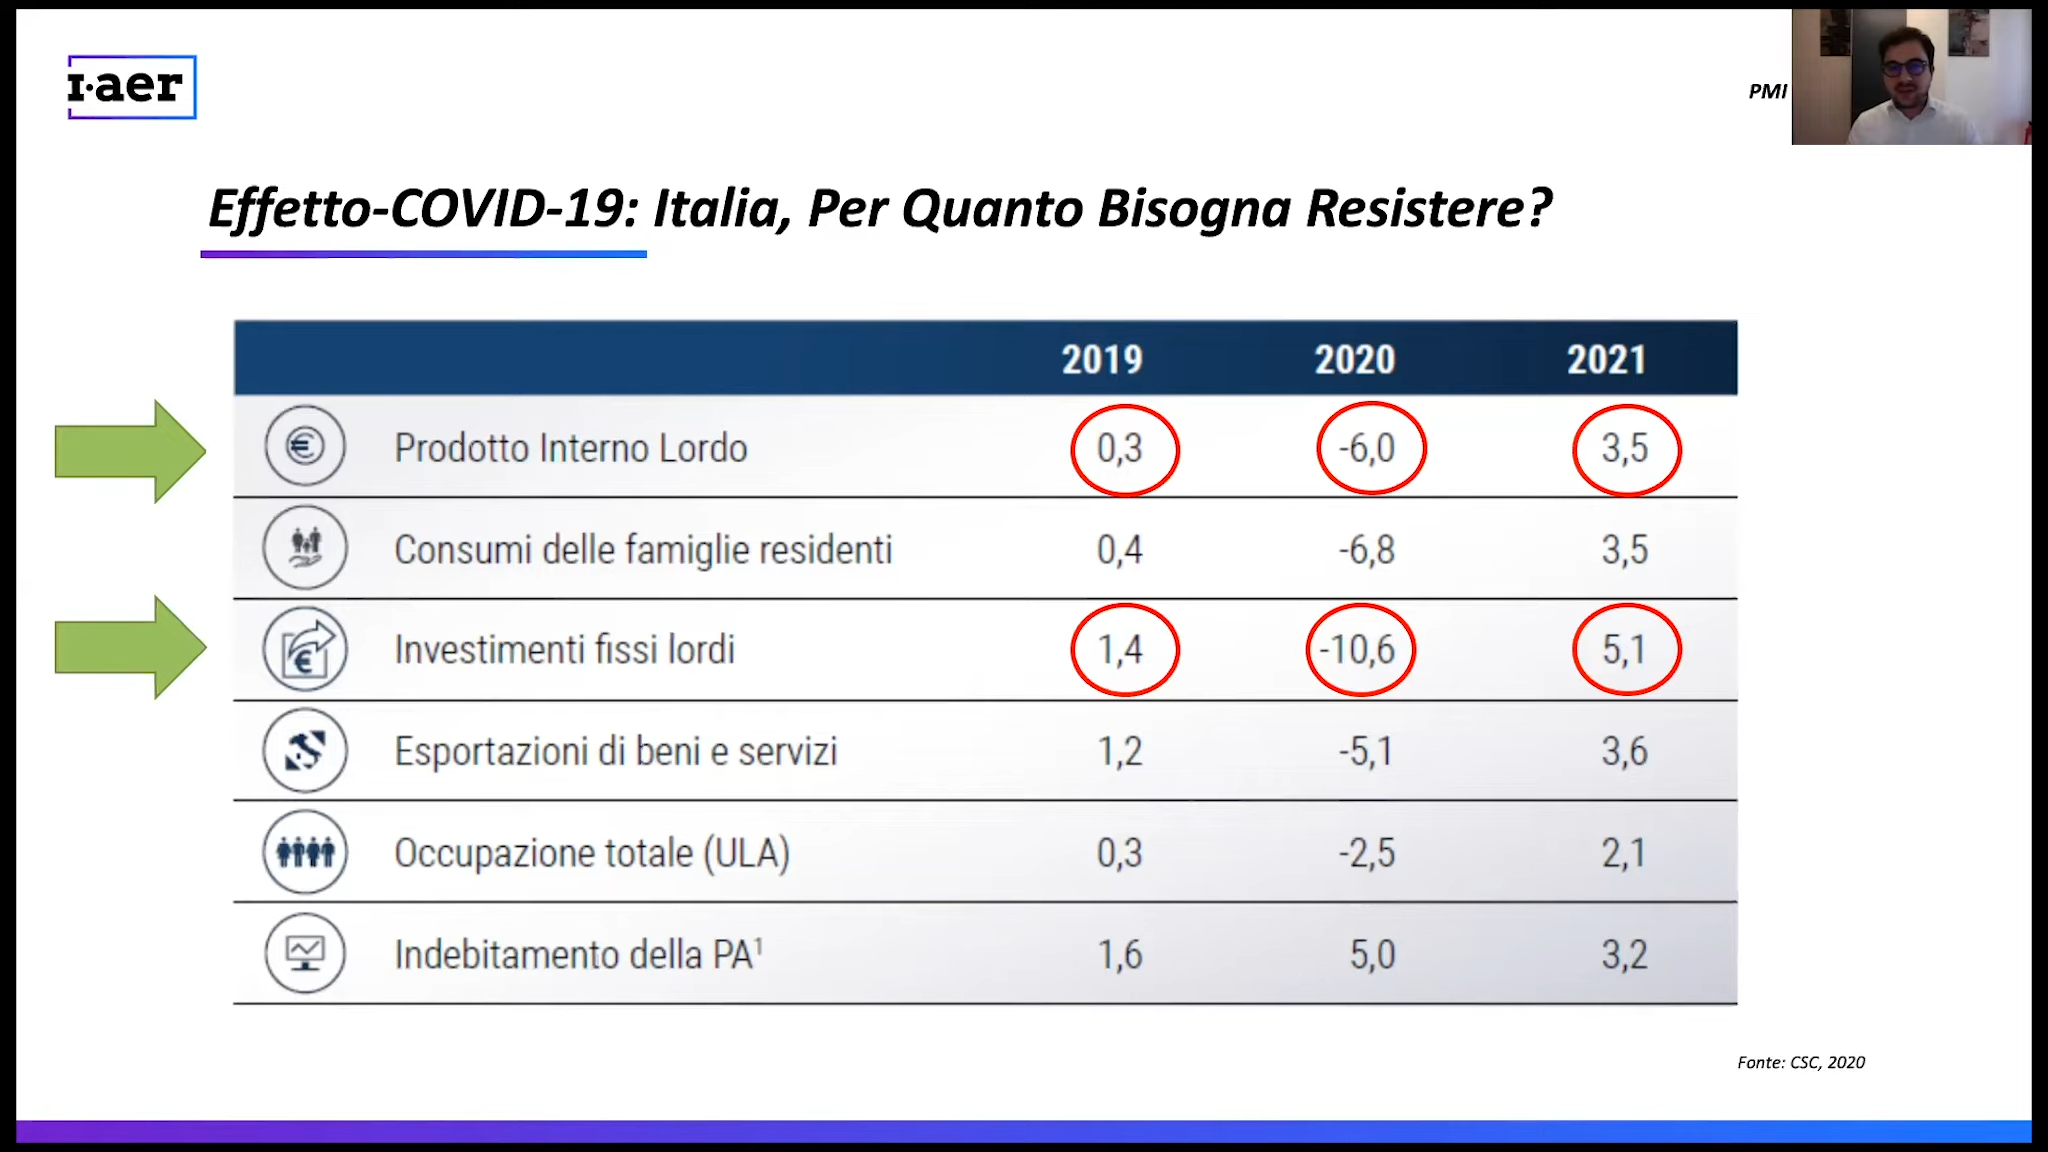 ı·aer
PMI
Effetto-COVID-19: Italia, Per Quanto Bisogna Resistere?
2019 2020 2021
Prodotto Interno Lordo 0,3 -6,0 3,5
Consumi delle famiglie residenti 0,4 -6,8 3,5
Investimenti fissi lordi 1,4 -10,6 5,1
Esportazioni di beni e servizi 1,2 -5,1 3,6
Occupazione totale (ULA) 0,3 -2,5 2,1
Indebitamento della PA¹ 1,6 5,0 3,2
Fonte: CSC, 2020